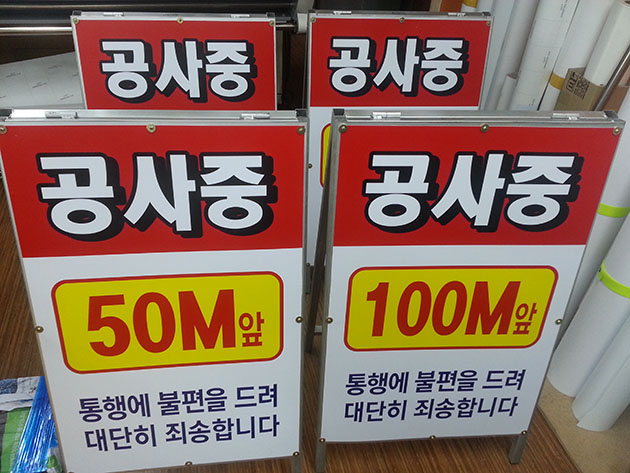 공사중
공사중
공사중
50M앞
통행에 불편을 드려
대단히 죄송합니다
공사중
100M앞
통행에 불편을 드려
대단히 죄송합니다